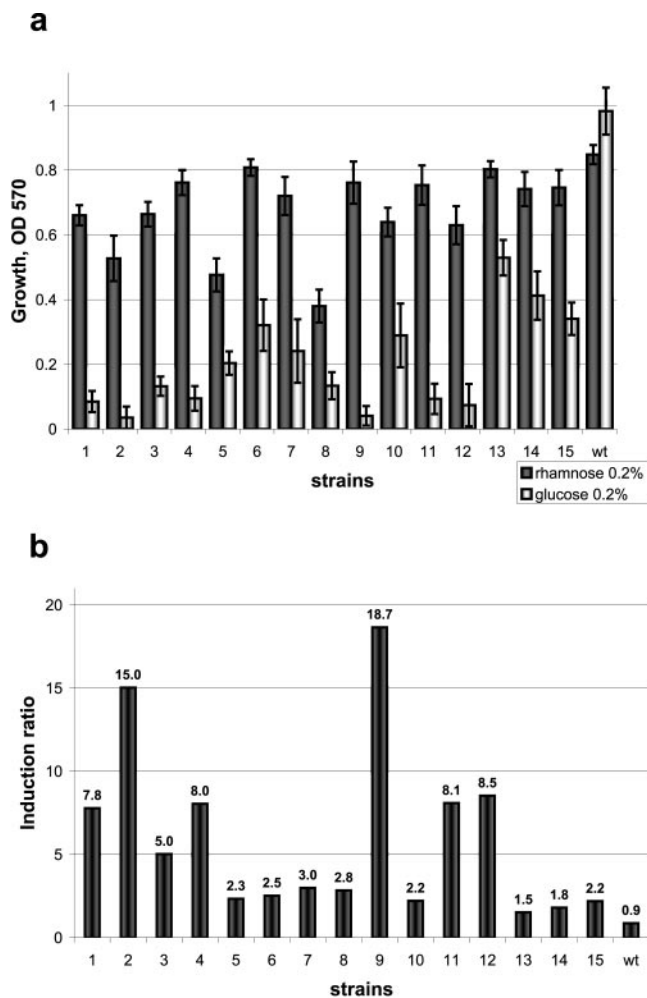 a
Growth, OD 570
1
0.8
0.6
0.4
0.2
0
1 2 3 4 5 6 7 8 9 10 11 12 13 14 15 wt
strains
rhamnose 0.2%
glucose 0.2%
b
Induction ratio
20
15
10
5
0
7.8 15.0 5.0 8.0 2.3 2.5 3.0 2.8 18.7 2.2 8.1 8.5 1.5 1.8 2.2 0.9
1 2 3 4 5 6 7 8 9 10 11 12 13 14 15 wt
strains